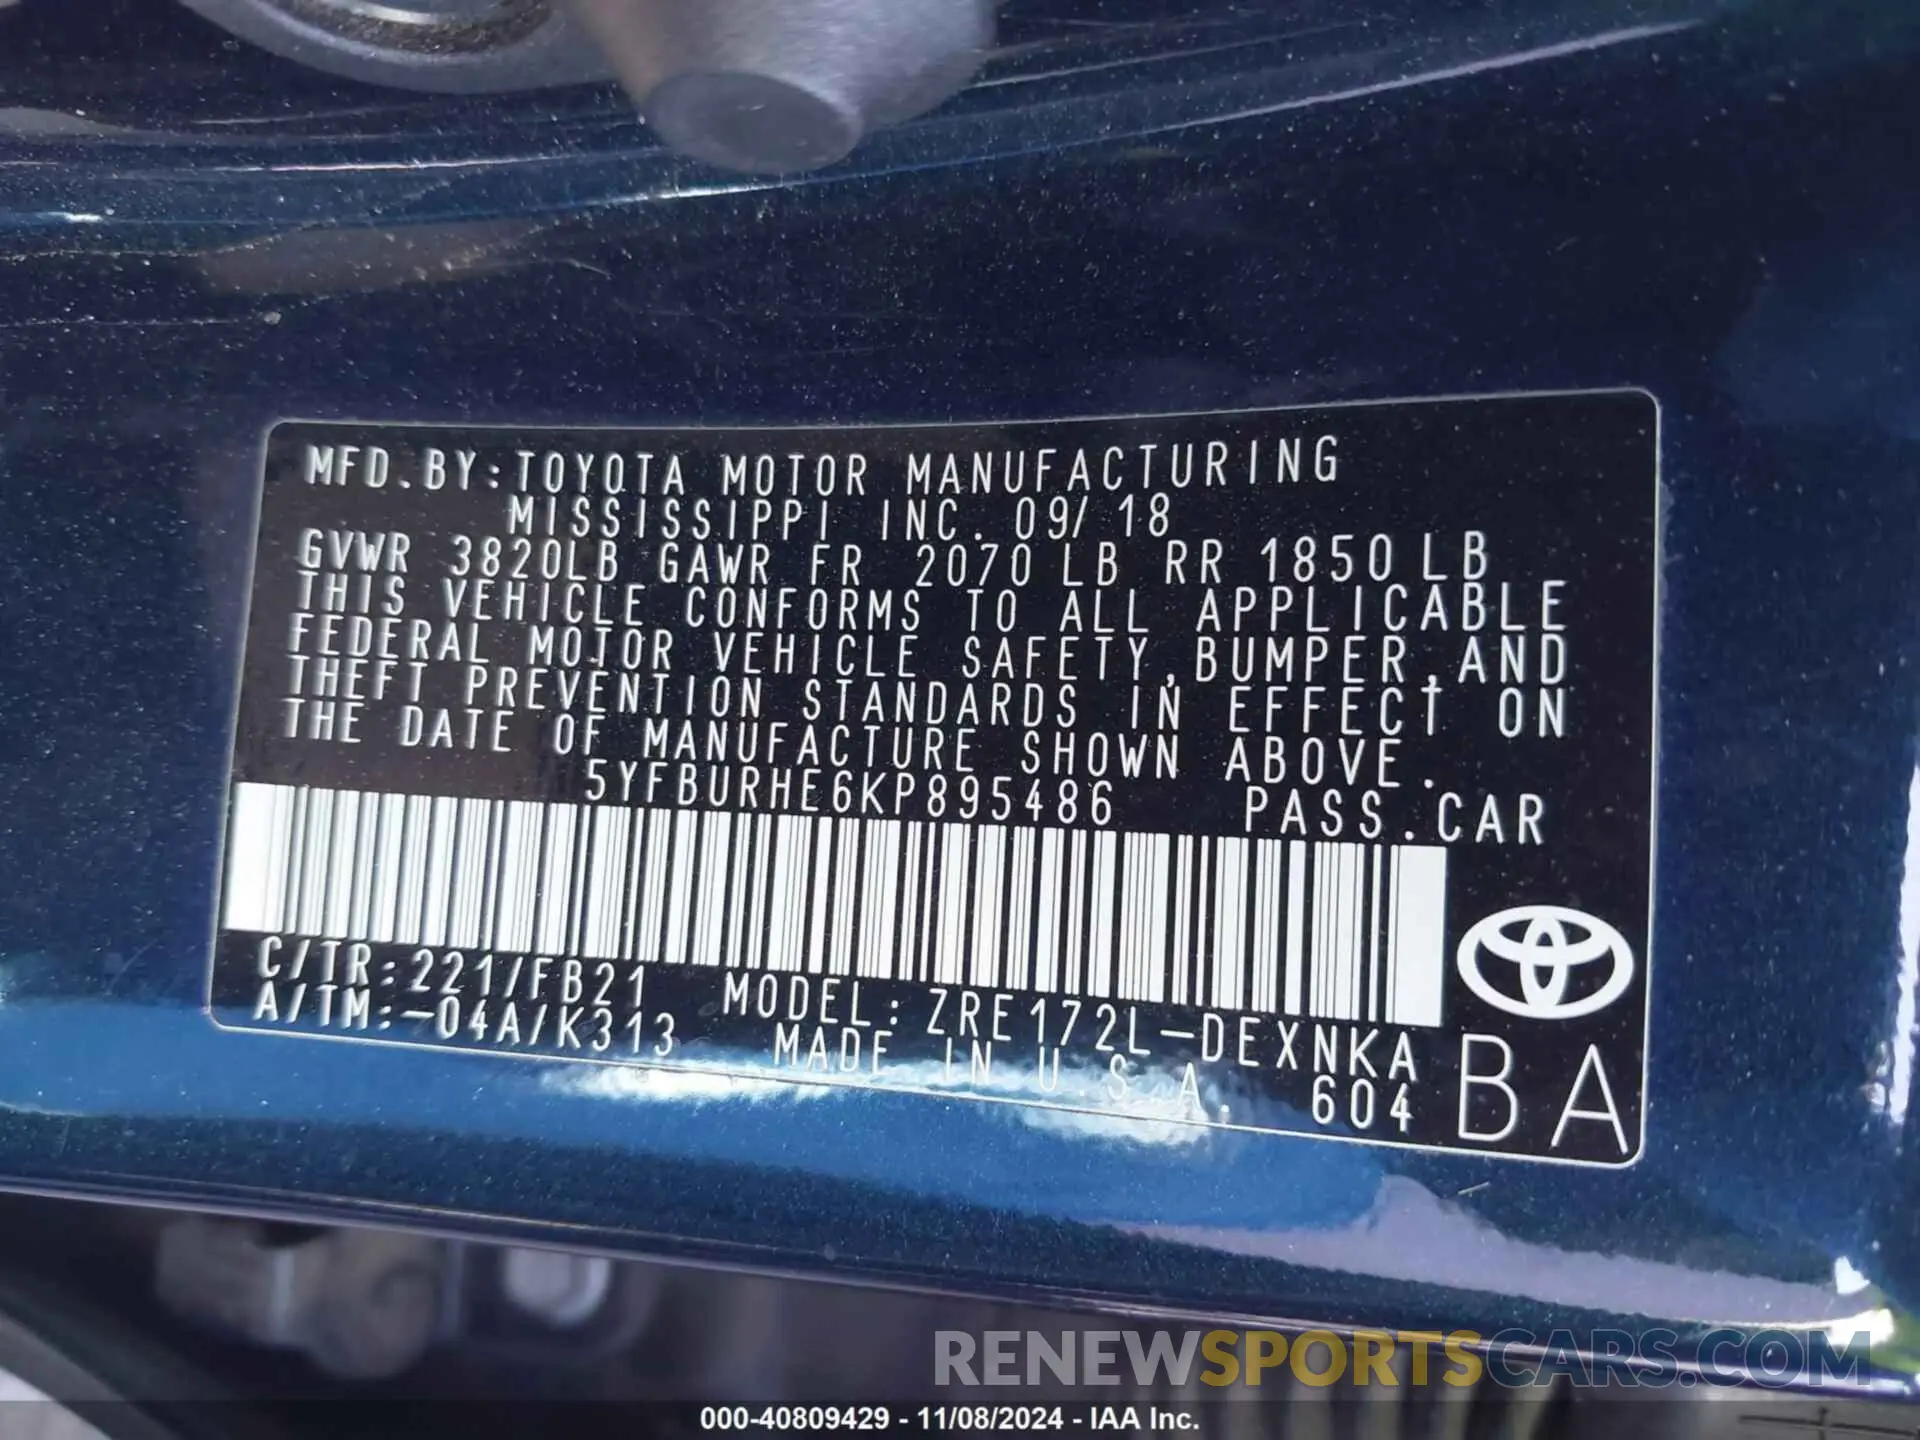 MFD.BY:TOYOTA MOTOR MANUFACTURING
MISSISSIPPI INC. 09/ 18
GVWR 3820LB GAWR FR 2070 LB RR 1850 LB
THIS VEHICLE CONFORMS TO ALL APPLICABLE
FEDERAL MOTOR VEHICLE SAFETY,BUMPER,AND
THEFT PREVENTION STANDARDS IN EFFECT ON
THE DATE OF MANUFACTURE SHOWN ABOVE.
5YFBURHE6KP895486 PASS.CAR
C/TR:221/FB21 MODEL:ZRE172L-DEXNKA
A/TM:-04A/K313 MADE IN U.S.A. 604
BA
RENEWSPORTSCARS.COM
000-40809429 - 11/08/2024 - IAA Inc.